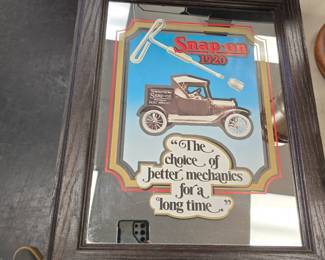 Snap-on
1920
"The
choice of
better mechanics
for a
long time."